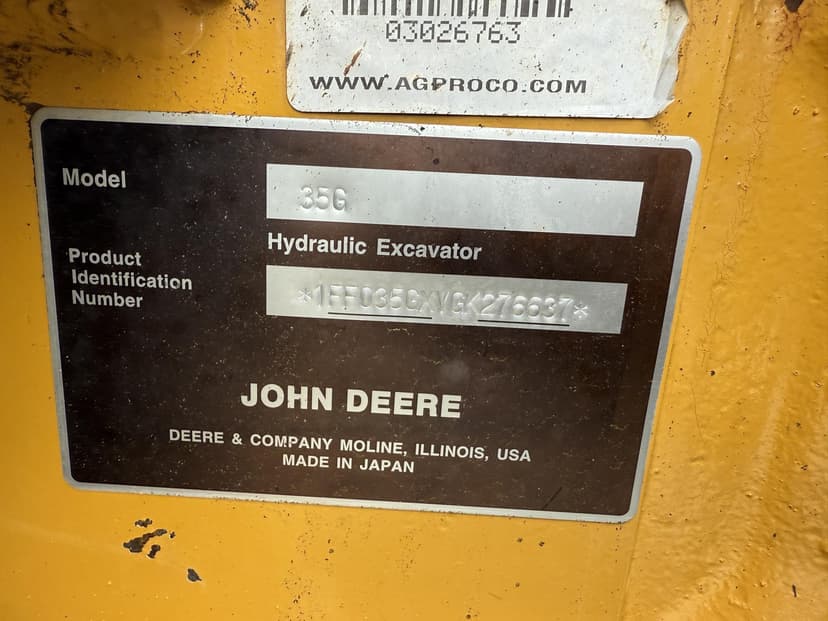 03026763
WWW.AGPROCO.COM
Model
35G
Hydraulic Excavator
Product
Identification
Number
*1FF035GXVGK276637*
JOHN DEERE
DEERE & COMPANY MOLINE, ILLINOIS, USA
MADE IN JAPAN